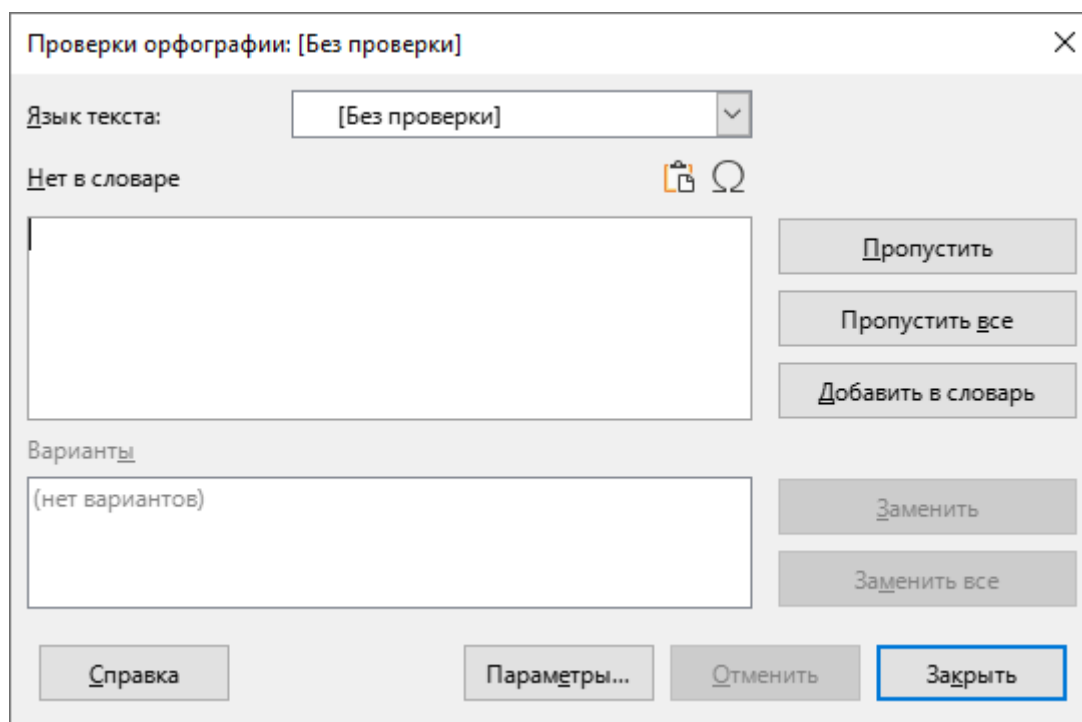 Проверки орфографии: [Без проверки]
Язык текста: [Без проверки]
Нет в словаре
Пропустить
Пропустить все
Добавить в словарь
Варианты
(нет вариантов)
Заменить
Заменить все
Справка Параметры... Отменить Закрыть